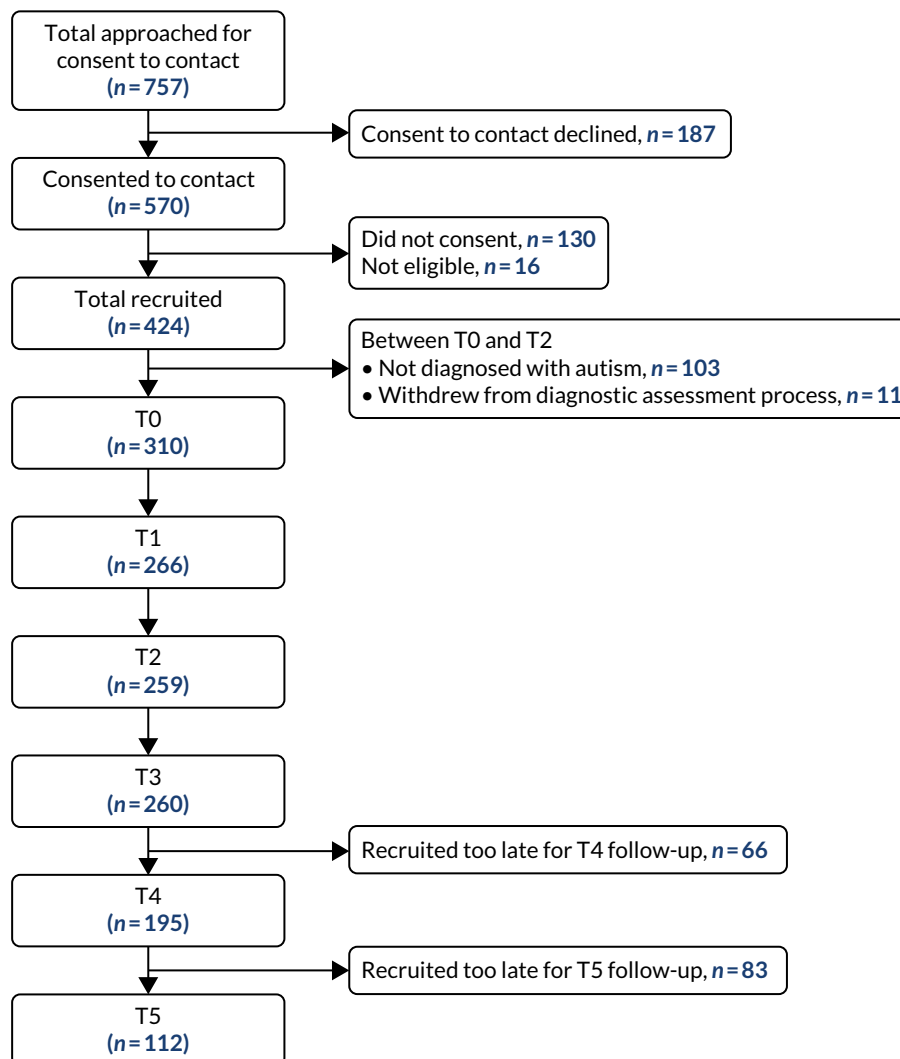 Total approached for
consent to contact
(n=757)
Consent to contact declined, n=187
Consented to contact
(n=570)
Did not consent, n=130
Not eligible, n=16
Total recruited
(n=424)
Between T0 and T2
• Not diagnosed with autism, n=103
• Withdrew from diagnostic assessment process, n=11
T0
(n=310)
T1
(n=266)
T2
(n=259)
T3
(n=260)
Recruited too late for T4 follow-up, n=66
T4
(n=195)
Recruited too late for T5 follow-up, n=83
T5
(n=112)